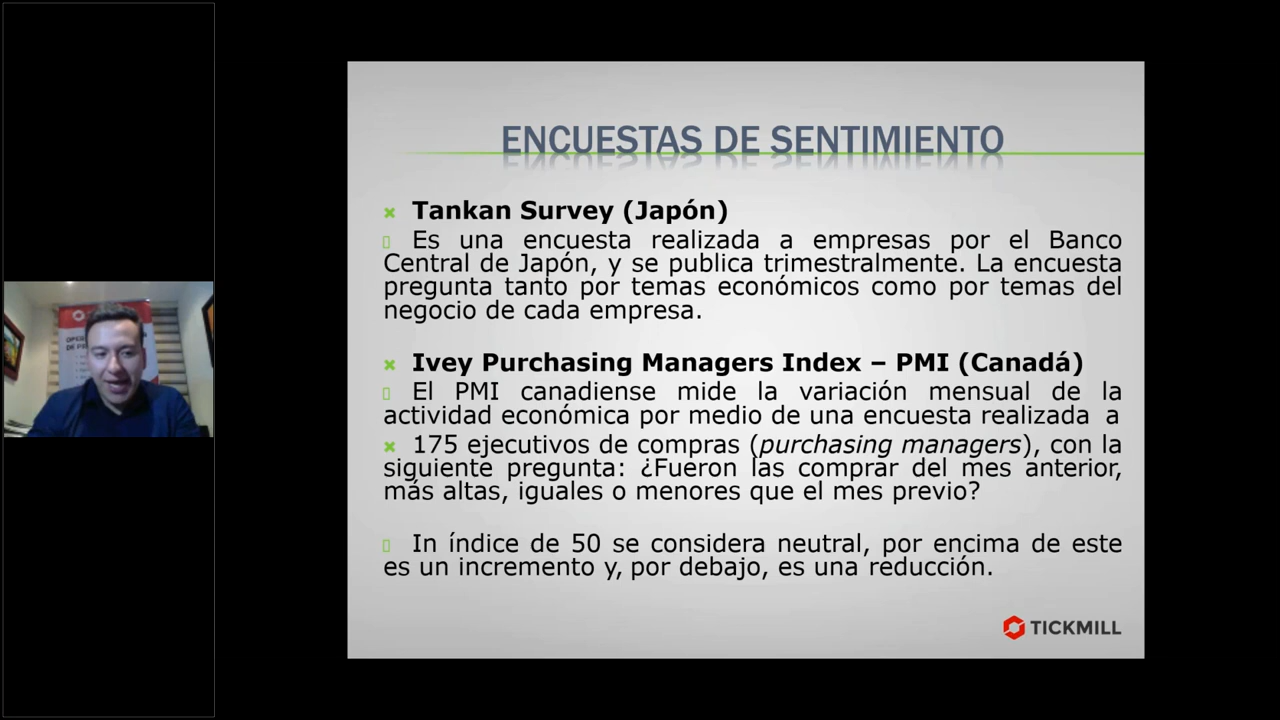 ENCUESTAS DE SENTIMIENTO
Tankan Survey (Japón)
Es una encuesta realizada a empresas por el Banco
Central de Japón, y se publica trimestralmente. La encuesta
pregunta tanto por temas económicos como por temas del
negocio de cada empresa.
Ivey Purchasing Managers Index – PMI (Canadá)
El PMI canadiense mide la variación mensual de la
actividad económica por medio de una encuesta realizada a
175 ejecutivos de compras (purchasing managers), con la
siguiente pregunta: ¿Fueron las comprar del mes anterior,
más altas, iguales o menores que el mes previo?
In índice de 50 se considera neutral, por encima de este
es un incremento y, por debajo, es una reducción.
TICKMILL